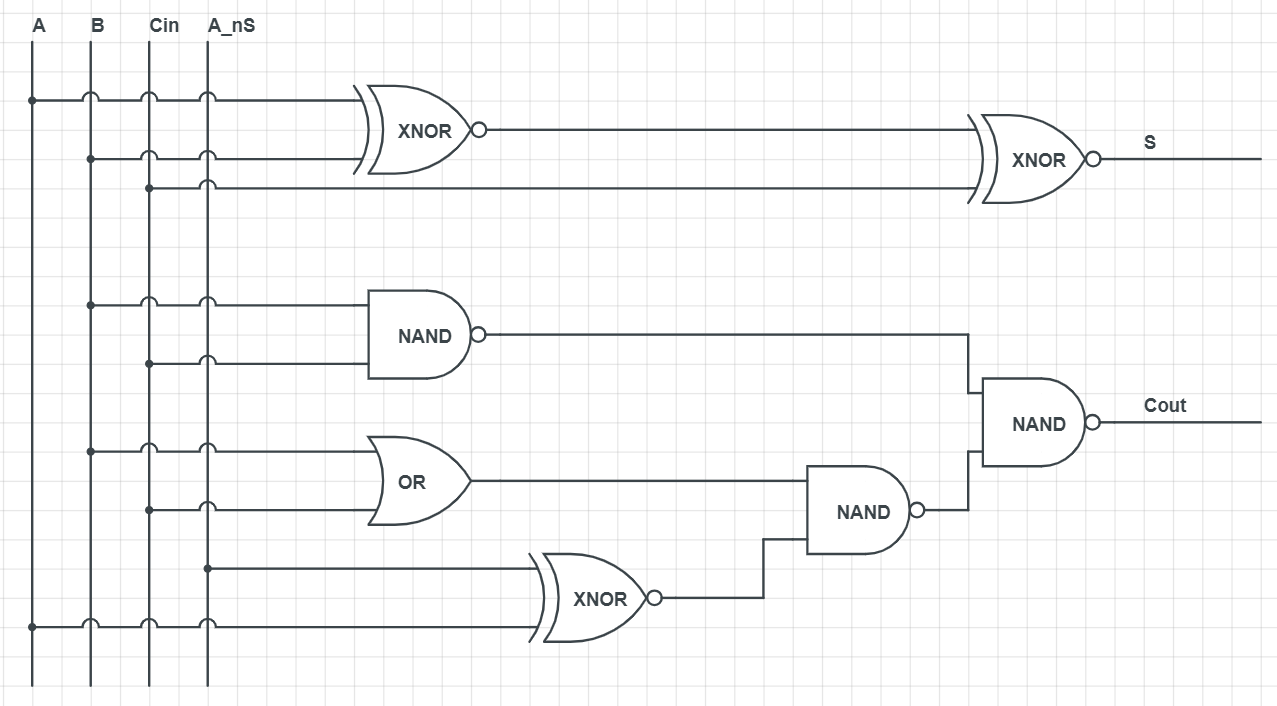 A B Cin A_nS
XNOR
XNOR
S
NAND
NAND
Cout
OR
NAND
XNOR